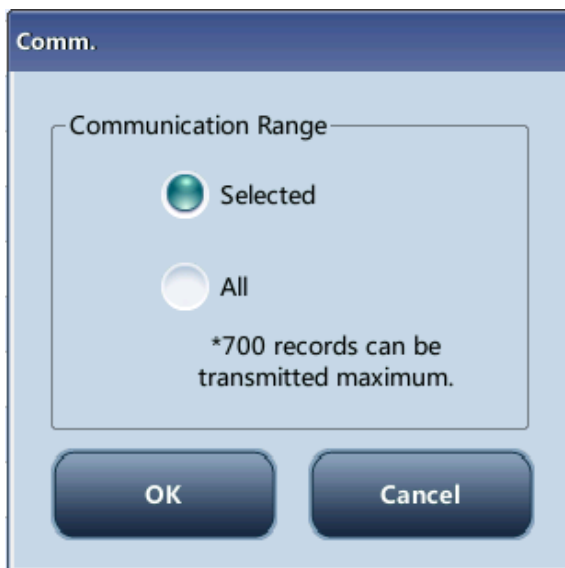 Comm.
Communication Range
Selected
All
*700 records can be
transmitted maximum.
OK
Cancel